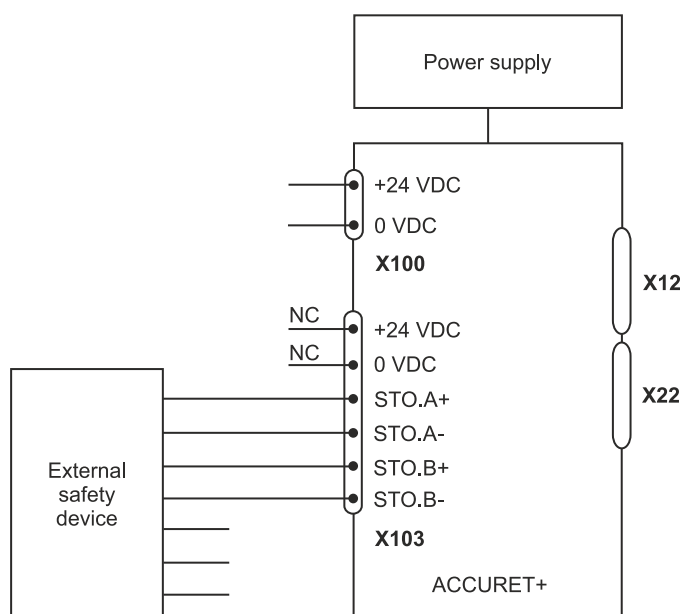 Power supply
+24 VDC
0 VDC
X100
X12
NC
+24 VDC
NC
0 VDC
X22
STO.A+
STO.A-
STO.B+
STO.B-
External
safety
device
X103
ACCURET+